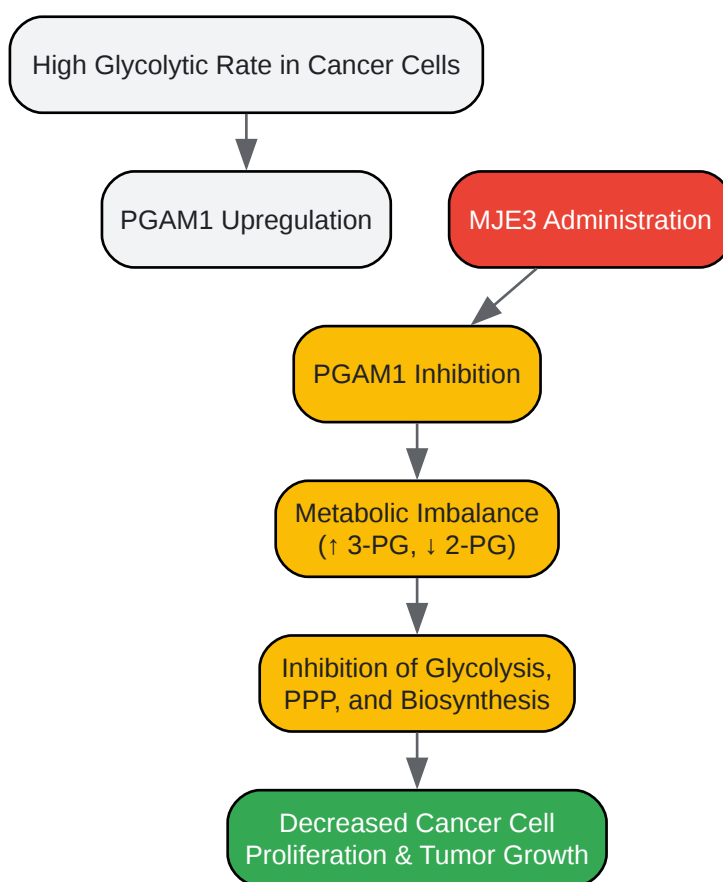 High Glycolytic Rate in Cancer Cells
PGAM1 Upregulation
MJE3 Administration
PGAM1 Inhibition
Metabolic Imbalance
(↑ 3-PG, ↓ 2-PG)
Inhibition of Glycolysis,
PPP, and Biosynthesis
Decreased Cancer Cell
Proliferation & Tumor Growth